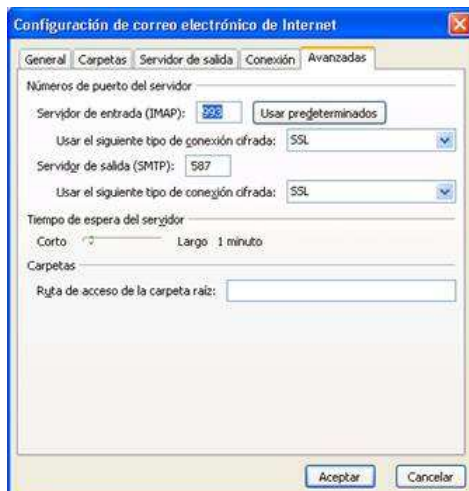 Configuración de correo electrónico de Internet
General Carpetas Servidor de salida Conexión Avanzadas
Números de puerto del servidor
Servidor de entrada (IMAP): 993 Usar predeterminados
Usar el siguiente tipo de conexión cifrada: SSL
Servidor de salida (SMTP): 587
Usar el siguiente tipo de conexión cifrada: SSL
Tiempo de espera del servidor
Corto Largo 1 minuto
Carpetas
Ruta de acceso de la carpeta raíz:
Aceptar Cancelar